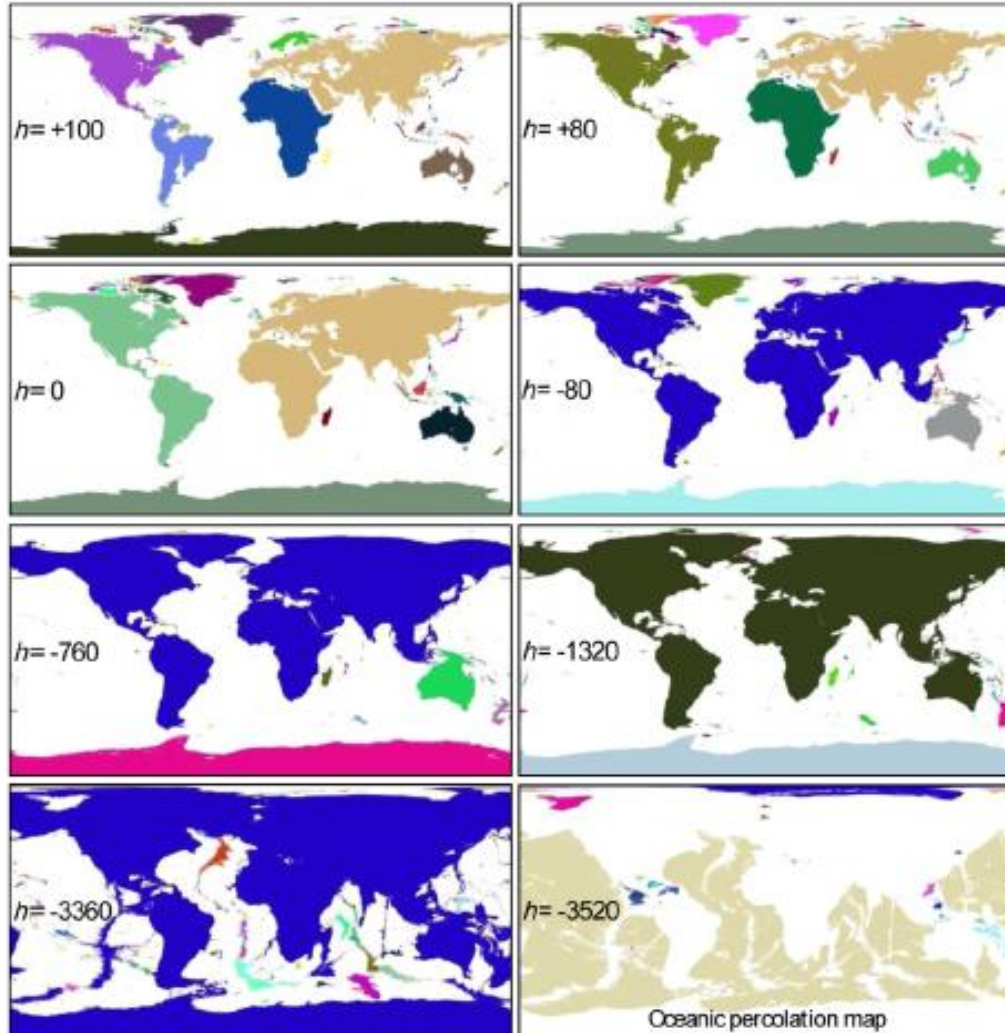 h= +100
h= +80
h= 0
h= -80
h= -760
h= -1320
h= -3360
h= -3520
Oceanic percolation map